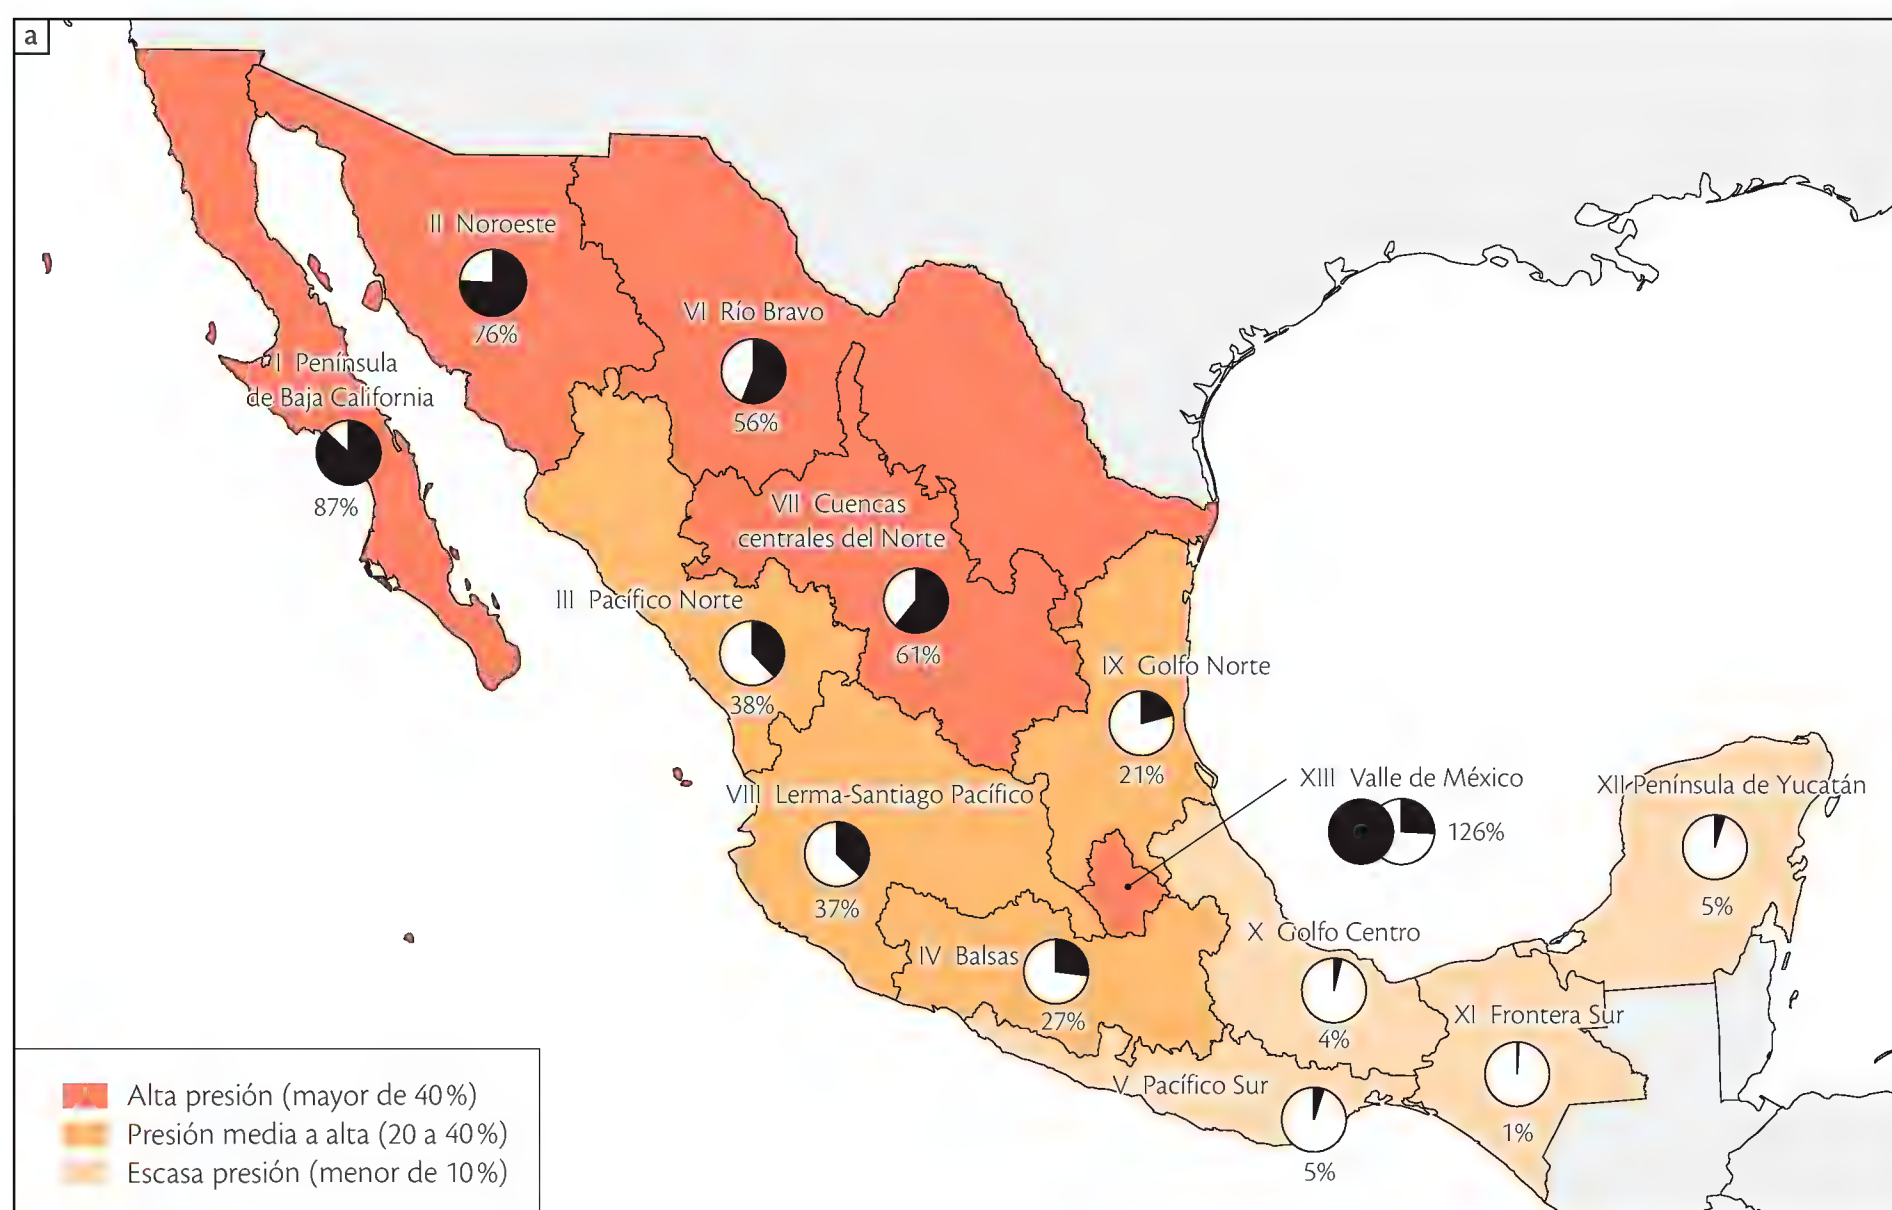 a
II Noroeste
76%
VI Río Bravo
56%
I Península
de Baja California
87%
VII Cuencas
centrales del Norte
61%
III Pacífico Norte
38%
IX Golfo Norte
21%
XIII Valle de México
126%
XII Península de Yucatán
5%
VIII Lerma-Santiago Pacífico
37%
IV Balsas
27%
X Golfo Centro
4%
XI Frontera Sur
1%
V Pacífico Sur
5%
Alta presión (mayor de 40%)
Presión media a alta (20 a 40%)
Escasa presión (menor de 10%)